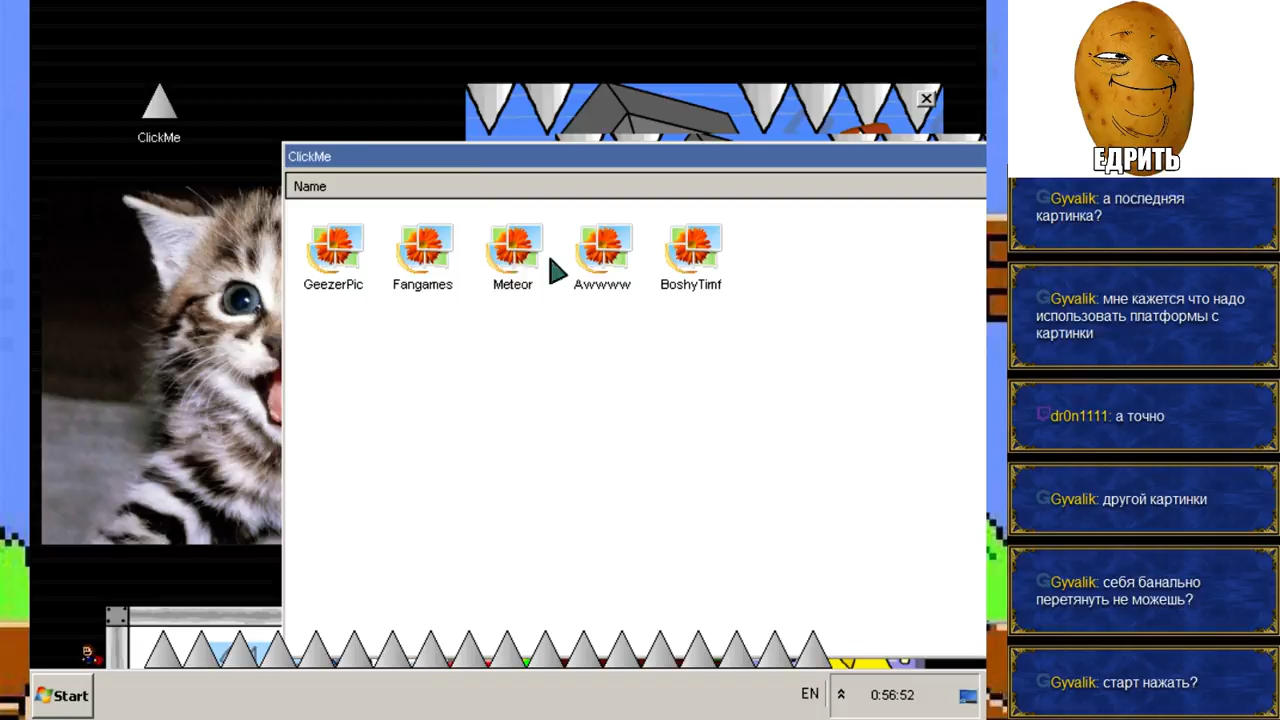 ClickMe
ClickMe
Name
GeezerPic
Fangames
Meteor
Awwww
BoshyTimf
Start
EN
0:56:52
ЕДРИТЬ
Gyvalik: а последняя
картинка?
Gyvalik: мне кажется что надо
использовать платформы с
картинки
dr0n1111: а точно
Gyvalik: другой картинки
Gyvalik: себя банально
перетянуть не можешь?
Gyvalik: старт нажать?